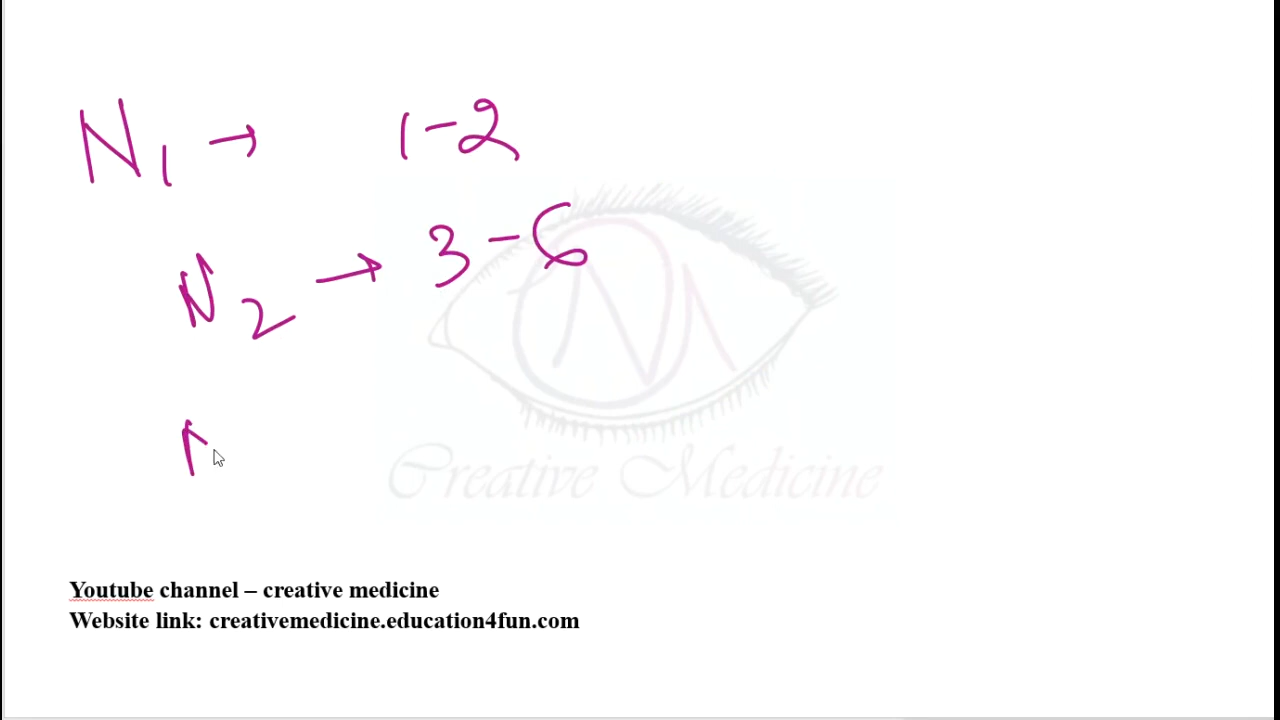 N₁ → 1-2
N₂ → 3-6
Creative Medicine
Youtube channel – creative medicine
Website link: creativemedicine.education4fun.com